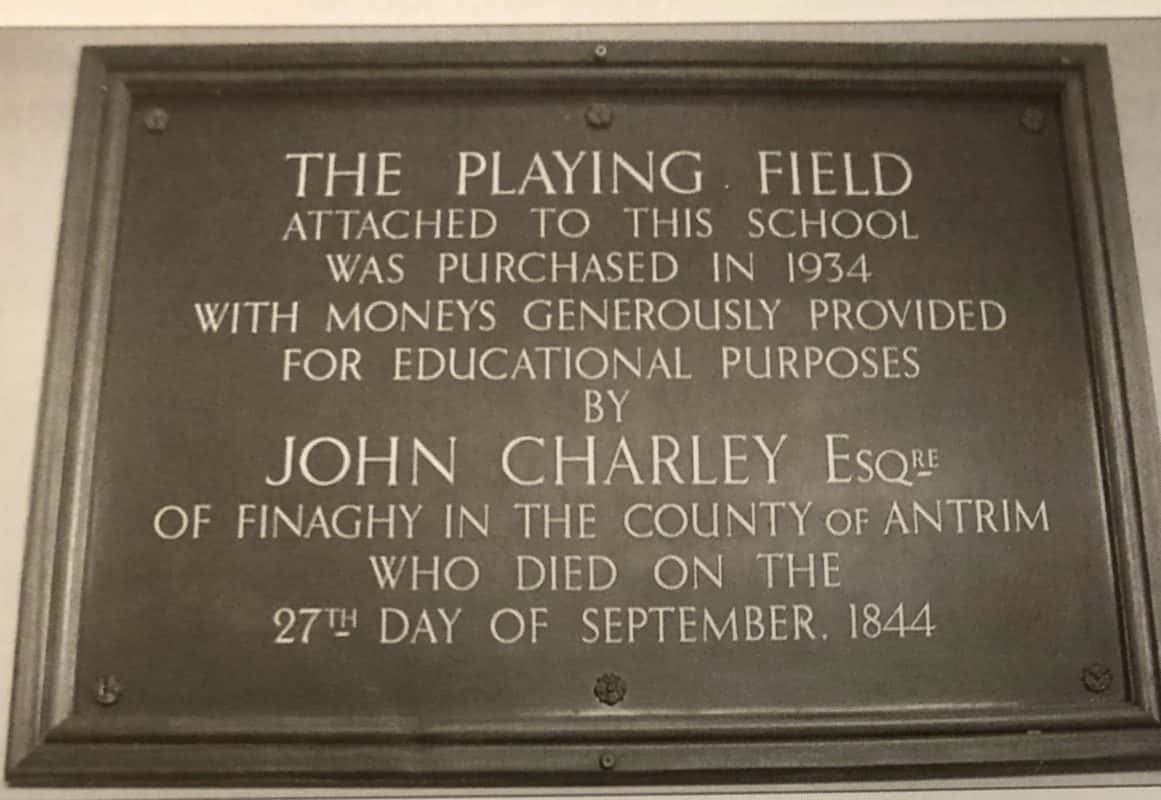 THE PLAYING FIELD
ATTACHED TO THIS SCHOOL
WAS PURCHASED IN 1934
WITH MONEYS GENEROUSLY PROVIDED
FOR EDUCATIONAL PURPOSES
BY
JOHN CHARLEY ESQRE
OF FINAGHY IN THE COUNTY OF ANTRIM
WHO DIED ON THE
27TH DAY OF SEPTEMBER. 1844